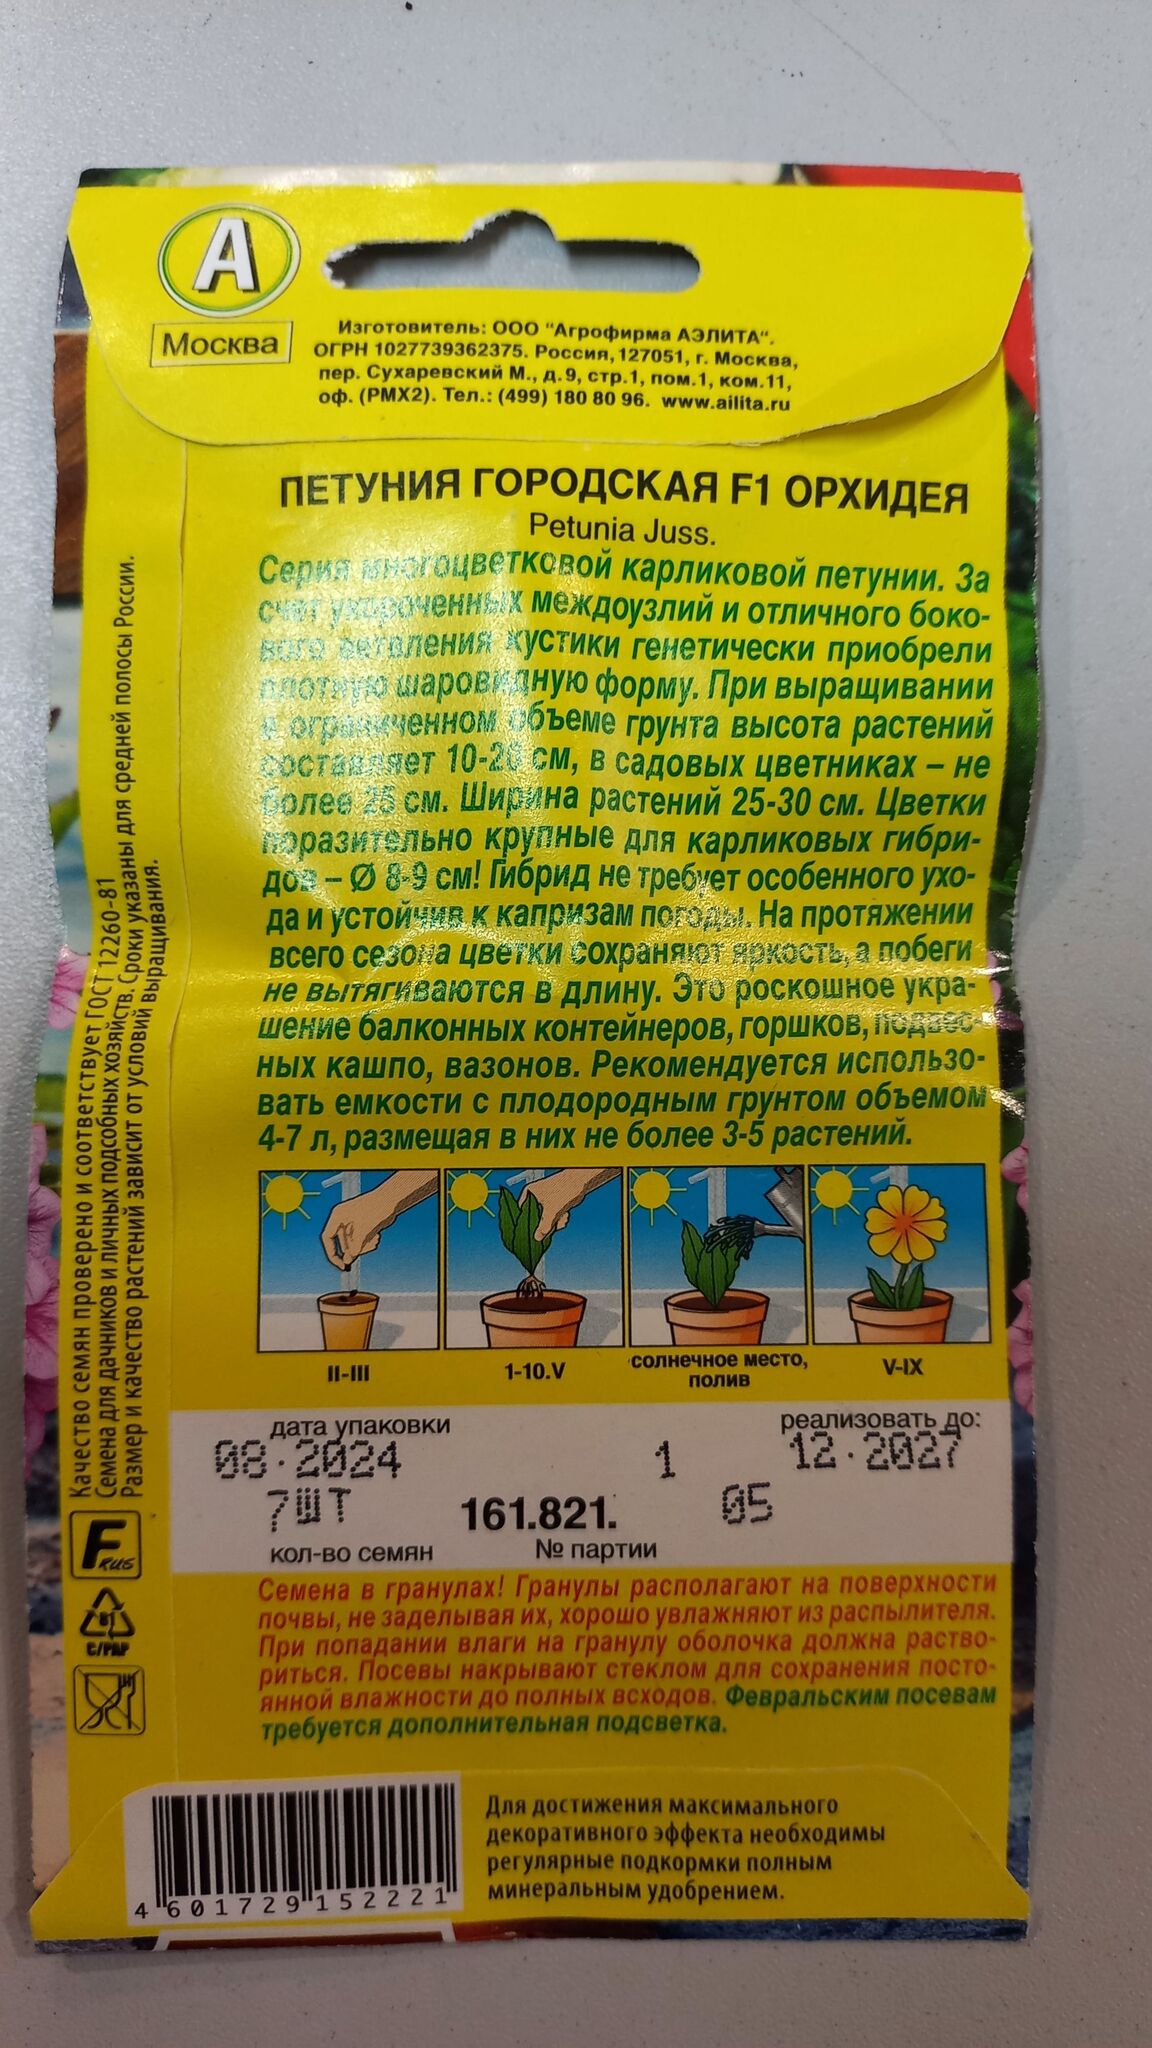 А
Москва
Изготовитель: ООО "Агрофирма АЭЛИТА".
ОГРН 1027739362375. Россия, 127051, г. Москва,
пер. Сухаревский М., д.9, стр.1, пом.1, ком.11,
оф. (РМХ2). Тел.: (499) 180 80 96. www.ailita.ru
ПЕТУНИЯ ГОРОДСКАЯ F1 ОРХИДЕЯ
Petunia Juss.
Серия многоцветковой карликовой петунии. За
счет укороченных междоузлий и отличного боко-
вого ветвления кустики генетически приобрели
плотную шаровидную форму. При выращивании
в ограниченном объеме грунта высота растений
составляет 10-20 см, в садовых цветниках – не
более 25 см. Ширина растений 25-30 см. Цветки
поразительно крупные для карликовых гибри-
дов – Ø 8-9 см! Гибрид не требует особенного ухо-
да и устойчив к капризам погоды. На протяжении
всего сезона цветки сохраняют яркость, а побеги
не вытягиваются в длину. Это роскошное укра-
шение балконных контейнеров, горшков, подвес-
ных кашпо, вазонов. Рекомендуется использо-
вать емкости с плодородным грунтом объемом
4-7 л, размещая в них не более 3-5 растений.
II-III
1-10.V
солнечное место,
полив
V-IX
дата упаковки
реализовать до:
08.2024
1
12.2027
7ШТ
161.821.
05
кол-во семян
№ партии
Семена в гранулах! Гранулы располагают на поверхности
почвы, не заделывая их, хорошо увлажняют из распылителя.
При попадании влаги на гранулу оболочка должна раство-
риться. Посевы накрывают стеклом для сохранения посто-
янной влажности до полных всходов. Февральским посевам
требуется дополнительная подсветка.
Для достижения максимального
декоративного эффекта необходимы
регулярные подкормки полным
минеральным удобрением.
4 601729 152221
Качество семян проверено и соответствует ГОСТ 12260-81
Семена для дачников и личных подсобных хозяйств. Сроки указаны для средней полосы России.
Размер и качество растений зависит от условий выращивания.
F RUS
81
C/PAP